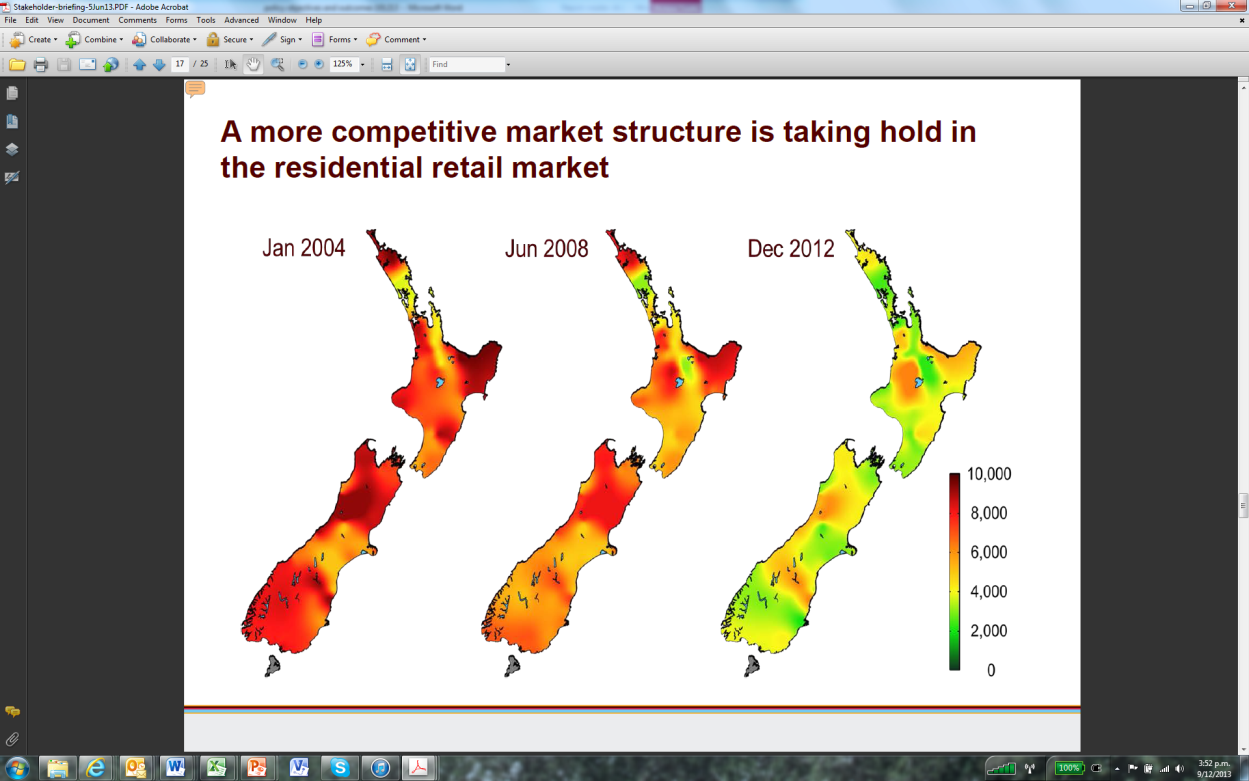 Stakeholder-briefing-5Jun13.PDF - Adobe Acrobat
File Edit View Document Comments Forms Tools Advanced Window Help
Create Combine Collaborate Secure Sign Forms Comment
17 / 25 125% Find
A more competitive market structure is taking hold in
the residential retail market
Jan 2004 Jun 2008 Dec 2012
10,000
8,000
6,000
4,000
2,000
0
100%
3:52 p.m.
9/12/2013